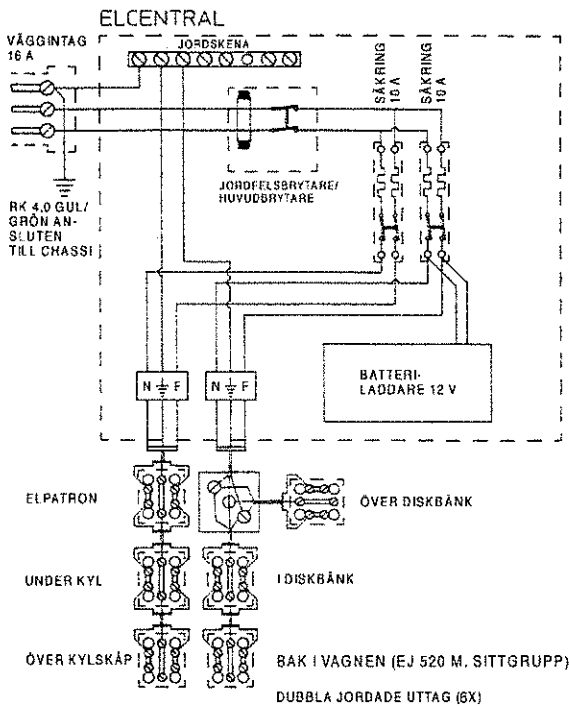 ELCENTRAL
VÄGGINTAG
16 A
JORDSKENA
SÄKRING
10 A
SÄKRING
10 A
JORDFELSBRYTARE/
HUVUDBRYTARE
RK 4,0 GUL/
GRÖN AN-
SLUTEN
TILL CHASSI
BATTERI-
LADDARE 12 V
N F
N F
ELPATRON
ÖVER DISKBÄNK
UNDER KYL
I DISKBÄNK
ÖVER KYLSKÅP
BAK I VAGNEN (EJ 520 M. SITTGRUPP)
DUBBLA JORDADE UTTAG (6X)